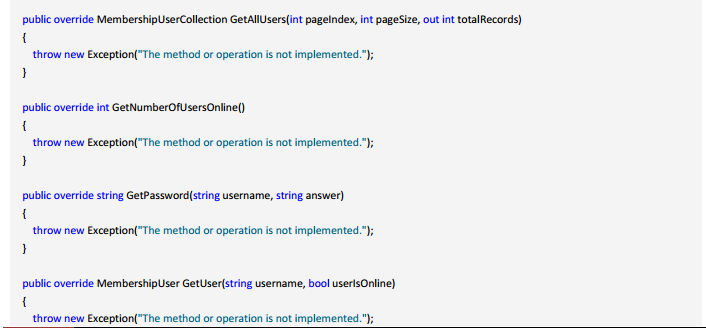 public override MembershipUserCollection GetAllUsers(int pageIndex, int pageSize, out int totalRecords)
{
throw new Exception("The method or operation is not implemented.");
}
public override int GetNumberOfUsersOnline()
{
throw new Exception("The method or operation is not implemented.");
}
public override string GetPassword(string username, string answer)
{
throw new Exception("The method or operation is not implemented.");
}
public override MembershipUser GetUser(string username, bool userIsOnline)
{
throw new Exception("The method or operation is not implemented.");